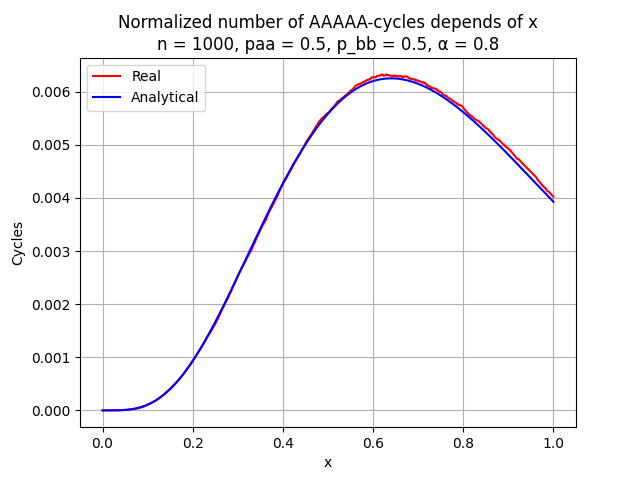 Normalized number of AAAAA-cycles depends of x
n = 1000, paa = 0.5, p_bb = 0.5, α = 0.8
Real
Analytical
0.006
0.005
0.004
0.003
0.002
0.001
0.000
Cycles
0.0 0.2 0.4 0.6 0.8 1.0
x